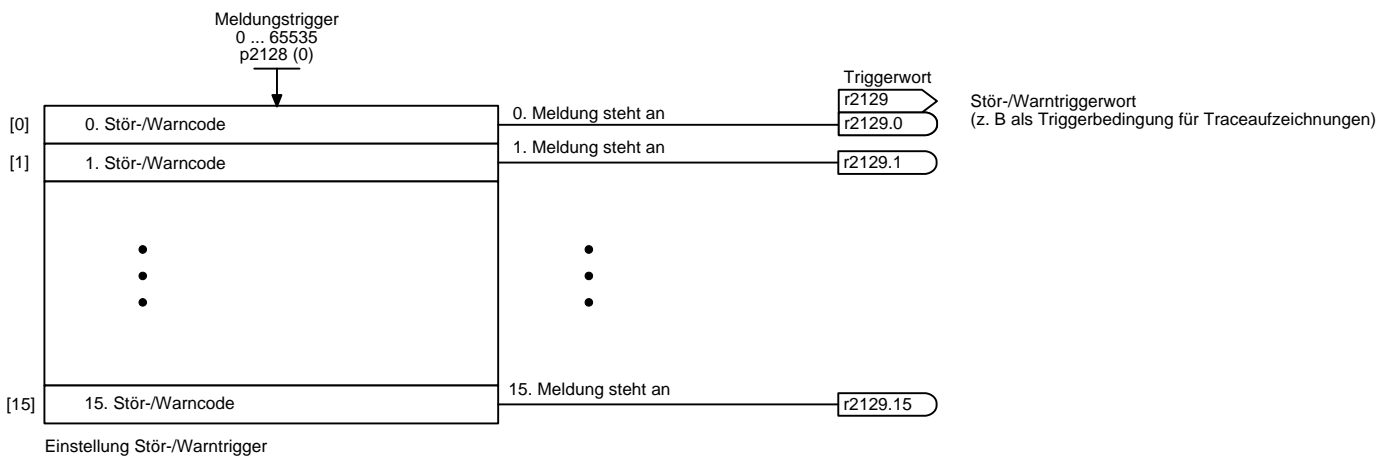 Meldungstrigger
0 ... 65535
p2128 (0)
Triggerwort
r2129
Stör-/Warntriggerwort
(z. B als Triggerbedingung für Traceaufzeichnungen)
[0]
0. Stör-/Warncode
0. Meldung steht an
r2129.0
[1]
1. Stör-/Warncode
1. Meldung steht an
r2129.1
[15]
15. Stör-/Warncode
15. Meldung steht an
r2129.15
Einstellung Stör-/Warntrigger